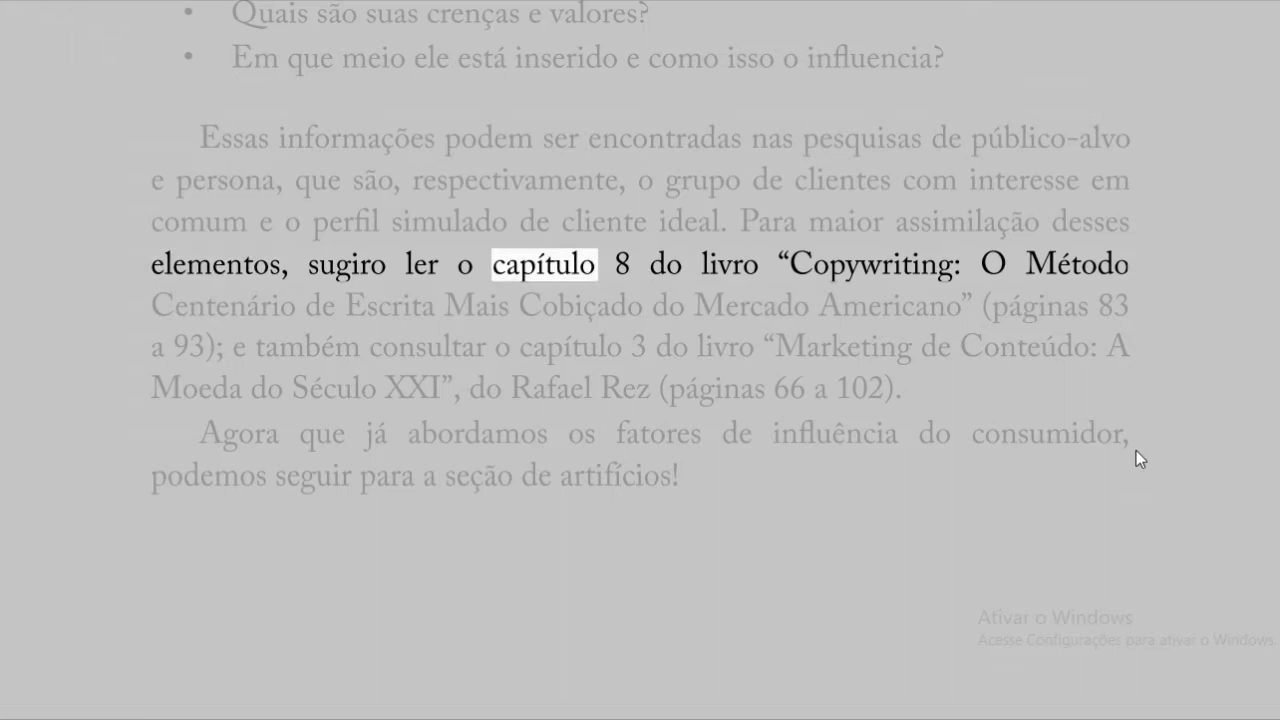 • Quais são suas crenças e valores?
• Em que meio ele está inserido e como isso o influencia?
Essas informações podem ser encontradas nas pesquisas de público-alvo
e persona, que são, respectivamente, o grupo de clientes com interesse em
comum e o perfil simulado de cliente ideal. Para maior assimilação desses
elementos, sugiro ler o capítulo 8 do livro “Copywriting: O Método
Centenário de Escrita Mais Cobiçado do Mercado Americano” (páginas 83
a 93); e também consultar o capítulo 3 do livro “Marketing de Conteúdo: A
Moeda do Século XXI”, do Rafael Rez (páginas 66 a 102).
Agora que já abordamos os fatores de influência do consumidor,
podemos seguir para a seção de artifícios!
Ativar o Windows
Acesse Configurações para ativar o Windows.